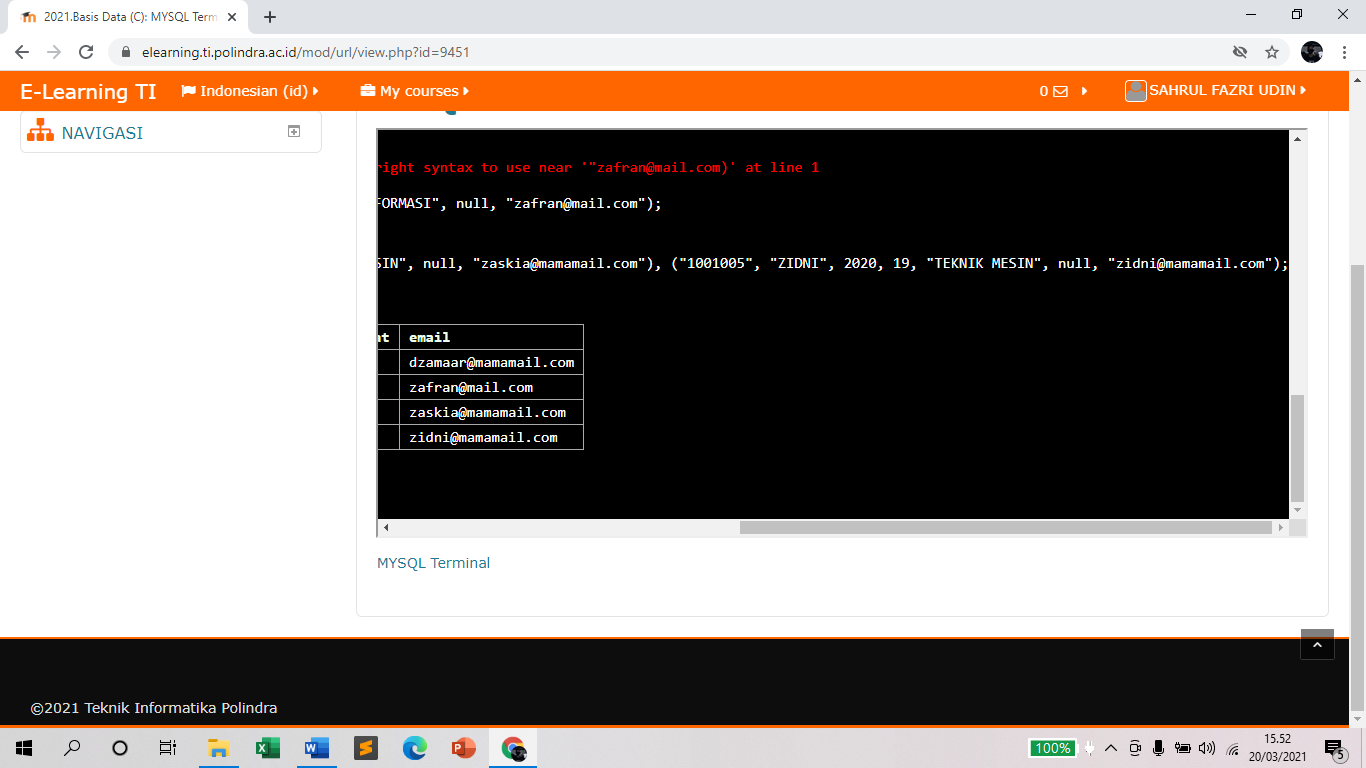 2021.Basis Data (C): MYSQL Term
elearning.ti.polindra.ac.id/mod/url/view.php?id=9451
E-Learning TI
Indonesian (id)
My courses
0
SAHRUL FAZRI UDIN
NAVIGASI
right syntax to use near '"zafran@mail.com)' at line 1
FORMASI", null, "zafran@mail.com");
SIN", null, "zaskia@mamamail.com"), ("1001005", "ZIDNI", 2020, 19, "TEKNIK MESIN", null, "zidni@mamamail.com");
nt email
dzamaar@mamamail.com
zafran@mail.com
zaskia@mamamail.com
zidni@mamamail.com
MYSQL Terminal
©2021 Teknik Informatika Polindra
100%
15.52
20/03/2021
5